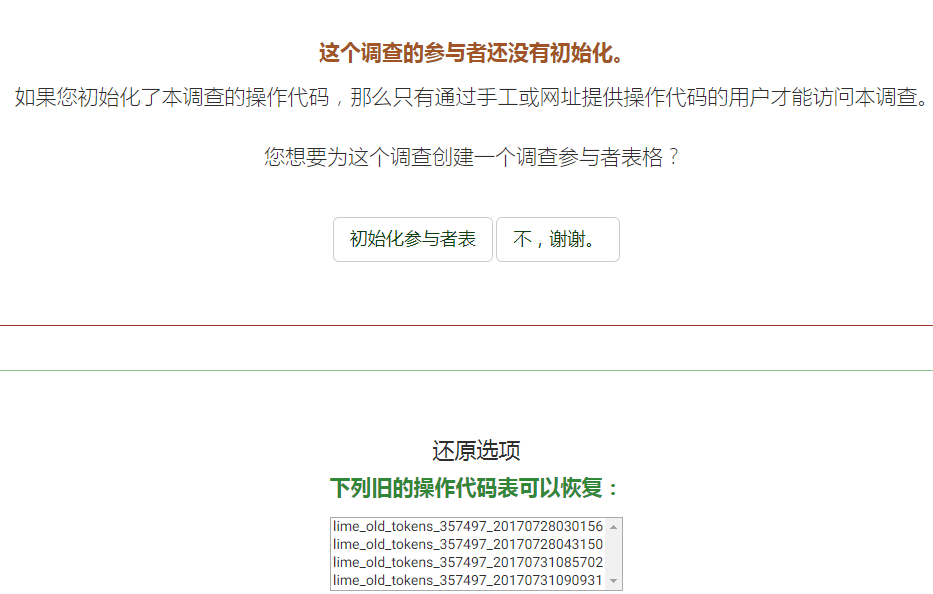 这个调查的参与者还没有初始化。
如果您初始化了本调查的操作代码，那么只有通过手工或网址提供操作代码的用户才能访问本调查。
您想要为这个调查创建一个调查参与者表格？
初始化参与者表 不，谢谢。
还原选项
下列旧的操作代码表可以恢复：
lime_old_tokens_357497_20170728030156
lime_old_tokens_357497_20170728043150
lime_old_tokens_357497_20170731085702
lime_old_tokens_357497_20170731090931